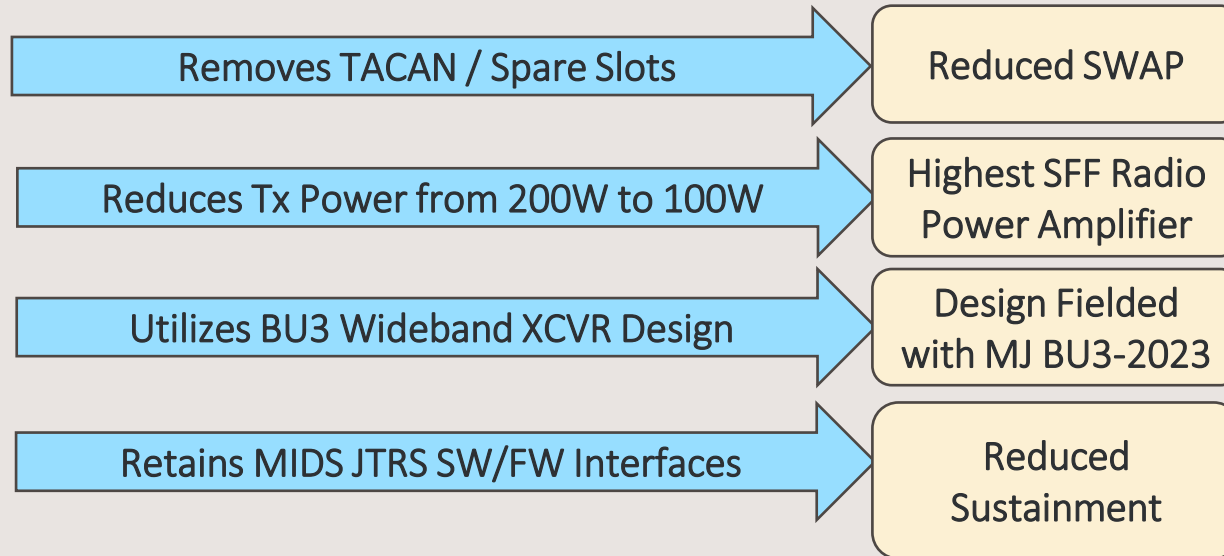 Removes TACAN / Spare Slots
Reduced SWAP
Reduces Tx Power from 200W to 100W
Highest SFF Radio
Power Amplifier
Utilizes BU3 Wideband XCVR Design
Design Fielded
with MJ BU3-2023
Retains MIDS JTRS SW/FW Interfaces
Reduced
Sustainment